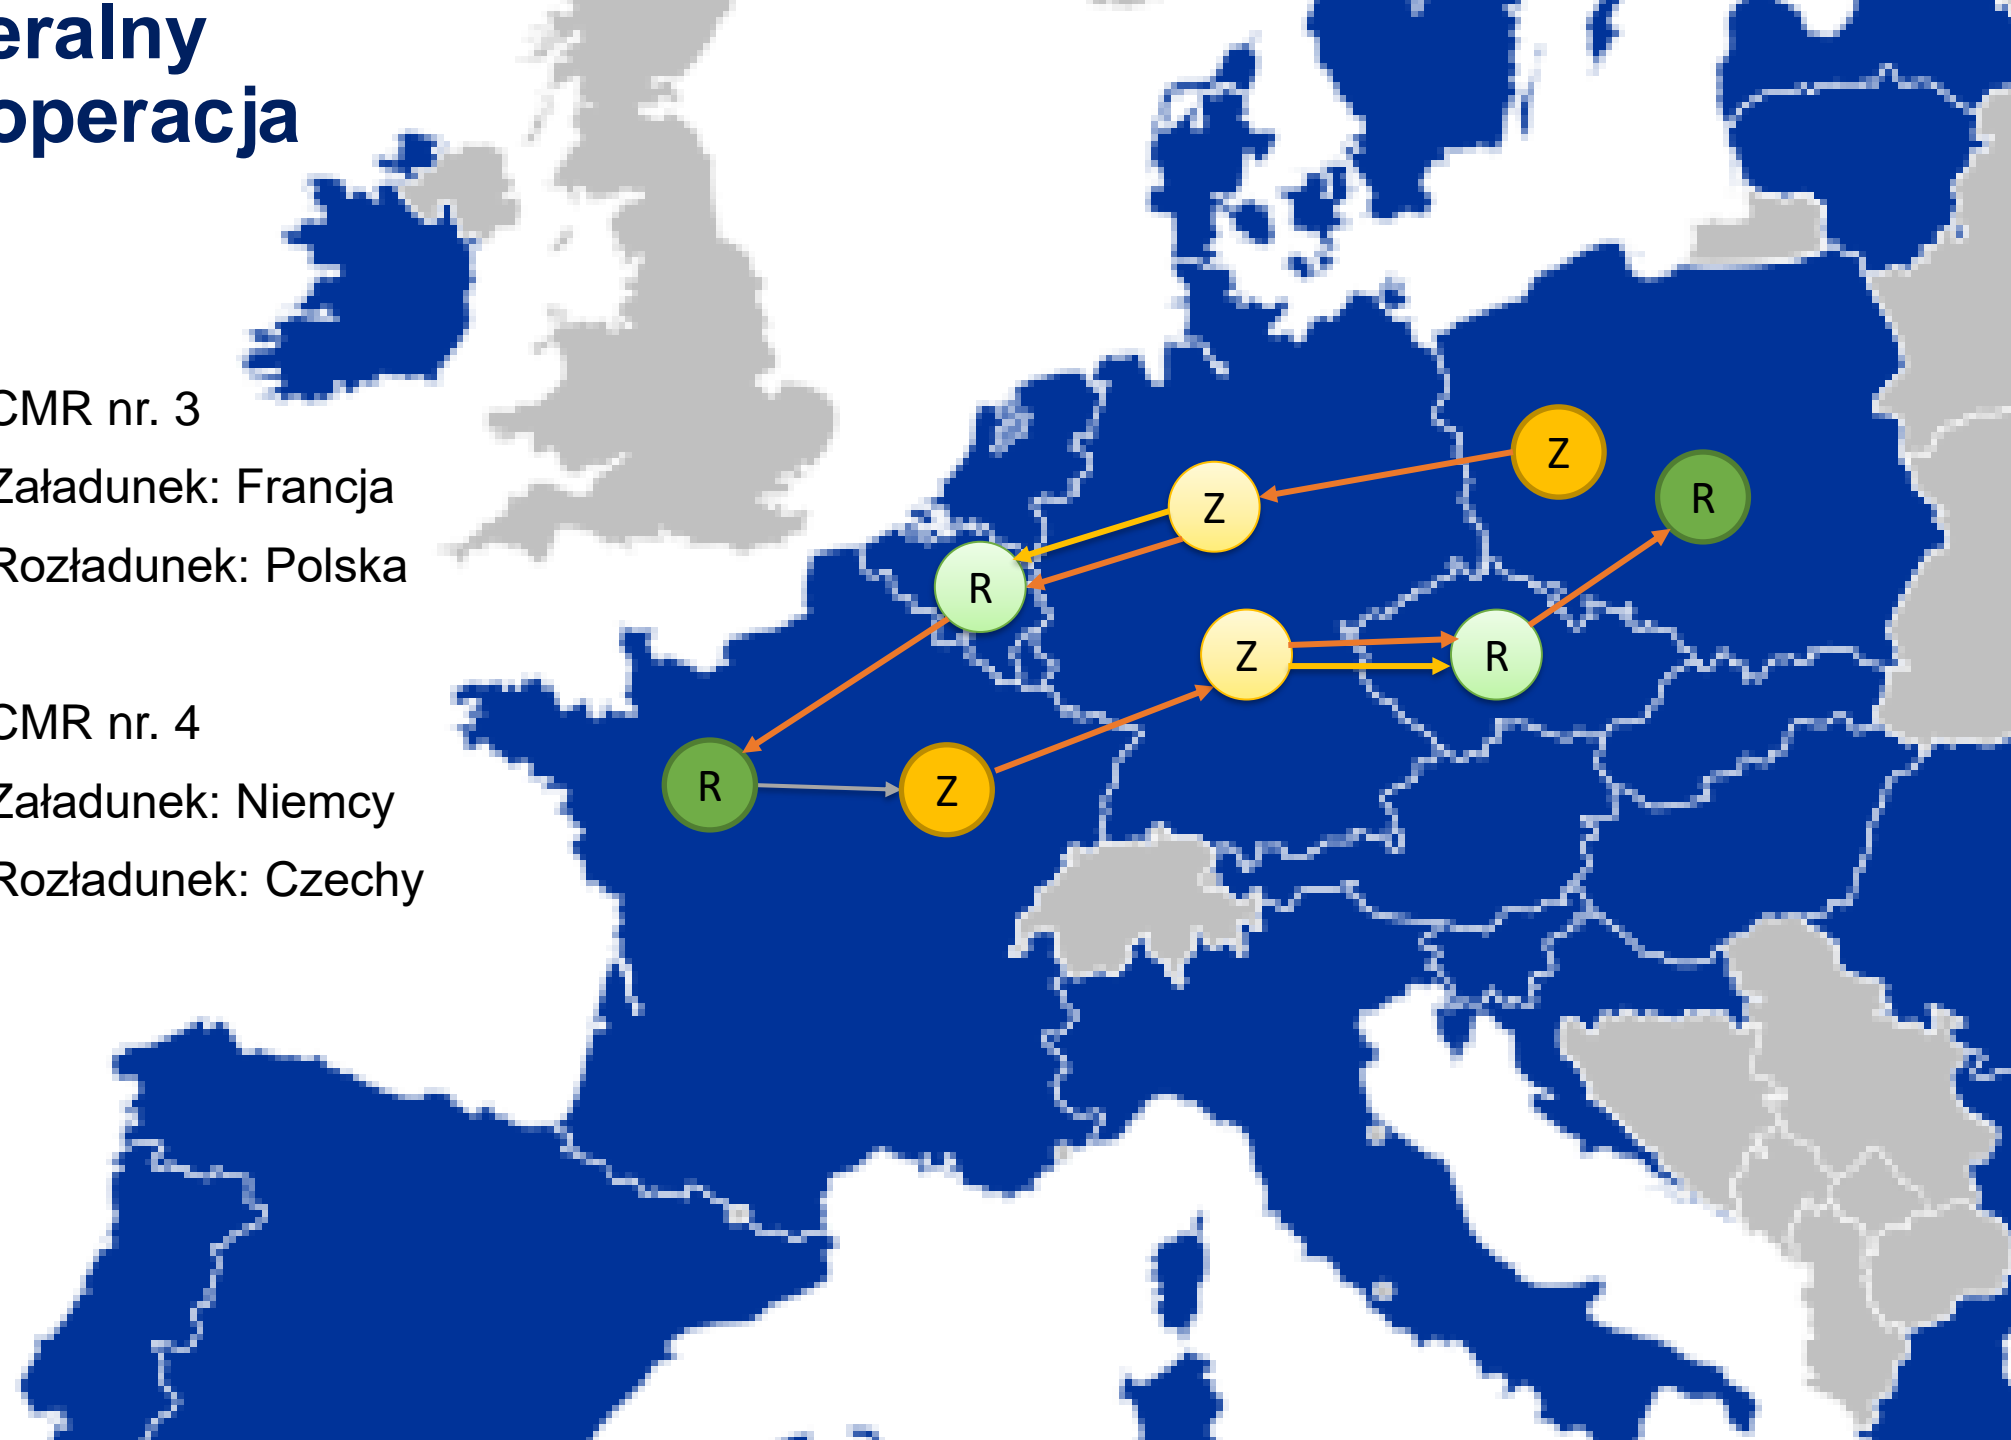 eralny
operacja
CMR nr. 3
Załadunek: Francja
Rozładunek: Polska
CMR nr. 4
Załadunek: Niemcy
Rozładunek: Czechy
Z
R
Z
R
Z
R
R
Z